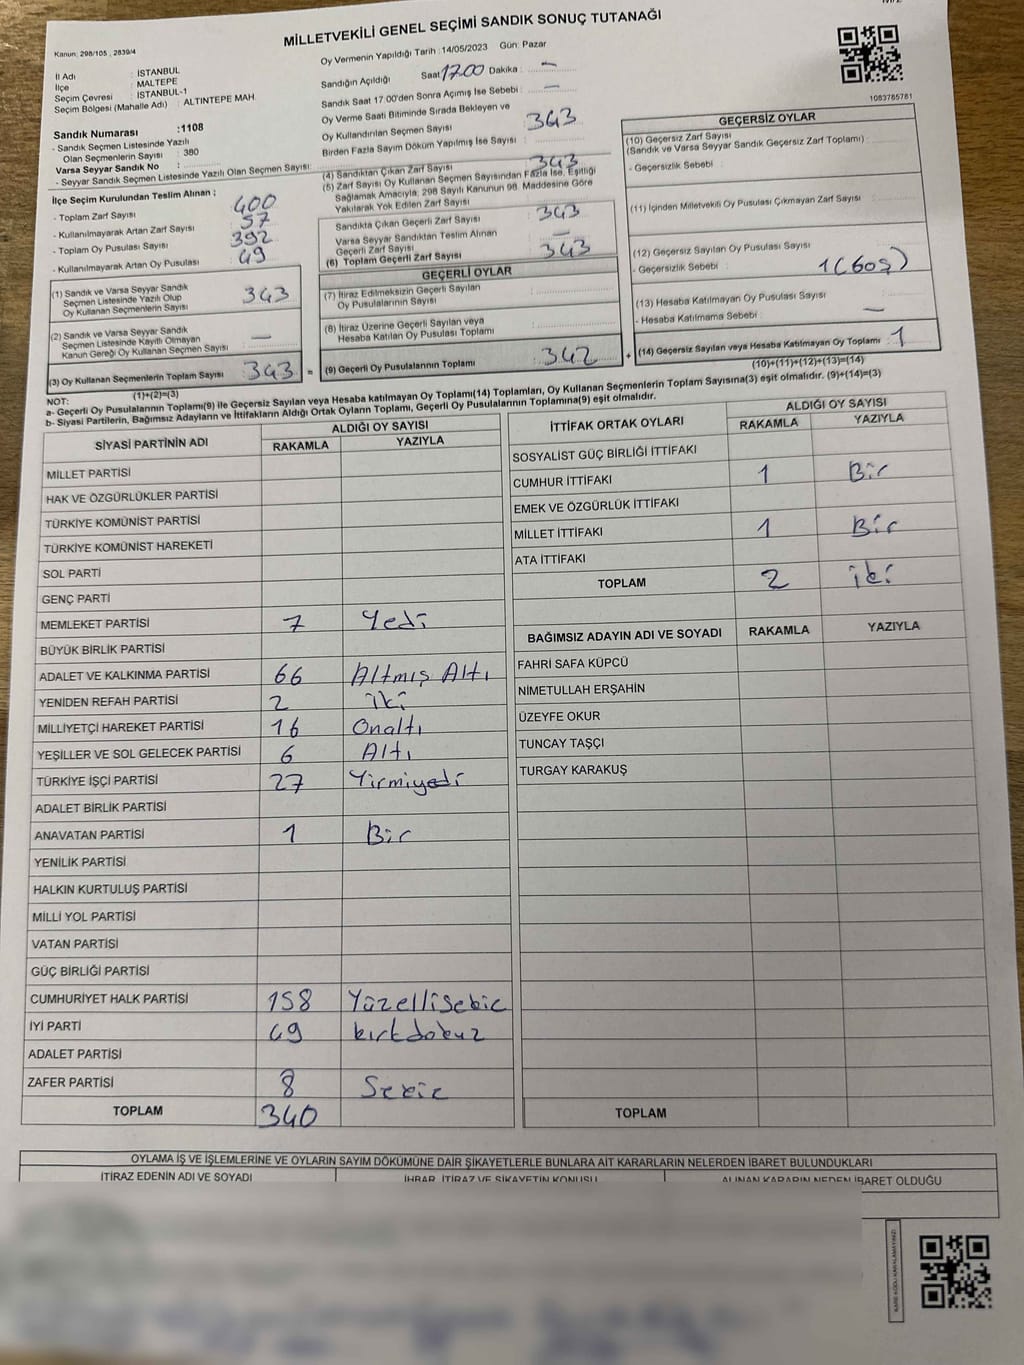 MİLLETVEKİLİ GENEL SEÇİMİ SANDIK SONUÇ TUTANAĞI
Kanun: 298/105 , 2839/4
İl Adı : İSTANBUL
İlçe : MALTEPE
Seçim Çevresi : İSTANBUL-1
Seçim Bölgesi (Mahalle Adı) : ALTINTEPE MAH
Sandık Numarası :1108
- Sandık Seçmen Listesinde Yazılı
Olan Seçmenlerin Sayısı : 380
Varsa Seyyar Sandık No :
- Seyyar Sandık Seçmen Listesinde Yazılı Olan Seçmen Sayısı:
Oy Vermenin Yapıldığı Tarih :14/05/2023 Gün: Pazar
Sandığın Açıldığı Saat 17.00 Dakika : —
Sandık Saat 17.00'den Sonra Açımış İse Sebebi : —
Oy Verme Saati Bitiminde Sırada Bekleyen ve
Oy Kullandırılan Seçmen Sayısı : 343
Birden Fazla Sayım Döküm Yapılmış İse Sayısı :
1083785781
İlçe Seçim Kurulundan Teslim Alınan ;
- Toplam Zarf Sayısı : 400
- Kullanılmayarak Artan Zarf Sayısı : 57
- Toplam Oy Pusulası Sayısı : 392
- Kullanılmayarak Artan Oy Pusulası : 49
(1) Sandık ve Varsa Seyyar Sandık
Seçmen Listesinde Yazılı Olup
Oy Kullanan Seçmenlerin Sayısı : 343
(2) Sandık ve Varsa Seyyar Sandık
Seçmen Listesinde Kayıtlı Olmayan
Kanun Gereği Oy Kullanan Seçmen Sayısı : —
(3) Oy Kullanan Seçmenlerin Toplam Sayısı : 343 =
(1)+(2)=(3)
(4) Sandıktan Çıkan Zarf Sayısı : 343
(5) Zarf Sayısı Oy Kullanan Seçmen Sayısından Fazla İse, Eşitliği
Sağlamak Amacıyla, 298 Sayılı Kanunun 98. Maddesine Göre
Yakılarak Yok Edilen Zarf Sayısı :
Sandıkta Çıkan Geçerli Zarf Sayısı : 343
Varsa Seyyar Sandıktan Teslim Alınan
Geçerli Zarf Sayısı : —
(6) Toplam Geçerli Zarf Sayısı : 343
GEÇERLİ OYLAR
(7) İtiraz Edilmeksizin Geçerli Sayılan
Oy Pusulalarının Sayısı :
(8) İtiraz Üzerine Geçerli Sayılan veya
Hesaba Katılan Oy Pusulası Toplamı :
(9) Geçerli Oy Pusulalarının Toplamı : 342 +
GEÇERSİZ OYLAR
(10) Geçersiz Zarf Sayısı
(Sandık ve Varsa Seyyar Sandık Geçersiz Zarf Toplamı) :
- Geçersizlik Sebebi :
(11) İçinden Milletvekili Oy Pusulası Çıkmayan Zarf Sayısı :
(12) Geçersiz Sayılan Oy Pusulası Sayısı :
- Geçersizlik Sebebi : 1 (Boş)
(13) Hesaba Katılmayan Oy Pusulası Sayısı :
- Hesaba Katılmama Sebebi : —
(14) Geçersiz Sayılan veya Hesaba Katılmayan Oy Toplamı : 1
(10)+(11)+(12)+(13)=(14)
NOT:
a- Geçerli Oy Pusulalarının Toplamı(9) ile Geçersiz Sayılan veya Hesaba katılmayan Oy Toplamı(14) Toplamları, Oy Kullanan Seçmenlerin Toplam Sayısına(3) eşit olmalıdır. (9)+(14)=(3)
b- Siyasi Partilerin, Bağımsız Adayların ve İttifakların Aldığı Ortak Oyların Toplamı, Geçerli Oy Pusulalarının Toplamına(9) eşit olmalıdır.
SİYASİ PARTİNİN ADI ALDIĞI OY SAYISI
RAKAMLA YAZIYLA
MİLLET PARTİSİ
HAK VE ÖZGÜRLÜKLER PARTİSİ
TÜRKİYE KOMÜNİST PARTİSİ
TÜRKİYE KOMÜNİST HAREKETİ
SOL PARTİ
GENÇ PARTİ
MEMLEKET PARTİSİ 7 Yedi
BÜYÜK BİRLİK PARTİSİ
ADALET VE KALKINMA PARTİSİ 66 Altmış Altı
YENİDEN REFAH PARTİSİ 2 iki
MİLLİYETÇİ HAREKET PARTİSİ 16 Onaltı
YEŞİLLER VE SOL GELECEK PARTİSİ 6 Altı
TÜRKİYE İŞÇİ PARTİSİ 27 Yirmiyedi
ADALET BİRLİK PARTİSİ
ANAVATAN PARTİSİ 1 Bir
YENİLİK PARTİSİ
HALKIN KURTULUŞ PARTİSİ
MİLLİ YOL PARTİSİ
VATAN PARTİSİ
GÜÇ BİRLİĞİ PARTİSİ
CUMHURİYET HALK PARTİSİ 158 Yüzellisekiz
İYİ PARTİ 49 kırkdokuz
ADALET PARTİSİ
ZAFER PARTİSİ 8 Sekiz
TOPLAM 340
İTTİFAK ORTAK OYLARI ALDIĞI OY SAYISI
RAKAMLA YAZIYLA
SOSYALİST GÜÇ BİRLİĞİ İTTİFAKI
CUMHUR İTTİFAKI 1 Bir
EMEK VE ÖZGÜRLÜK İTTİFAKI
MİLLET İTTİFAKI 1 Bir
ATA İTTİFAKI
TOPLAM 2 iki
BAĞIMSIZ ADAYIN ADI VE SOYADI RAKAMLA YAZIYLA
FAHRİ SAFA KÜPCÜ
NİMETULLAH ERŞAHİN
ÜZEYFE OKUR
TUNCAY TAŞÇI
TURGAY KARAKUŞ
TOPLAM
OYLAMA İŞ VE İŞLEMLERİNE VE OYLARIN SAYIM DÖKÜMÜNE DAİR ŞİKAYETLERLE BUNLARA AİT KARARLARIN NELERDEN İBARET BULUNDUKLARI
İTİRAZ EDENİN ADI VE SOYADI İHBAR, İTİRAZ VE ŞİKAYETİN KONUSU ALINAN KARARIN NEDEN İBARET OLDUĞU